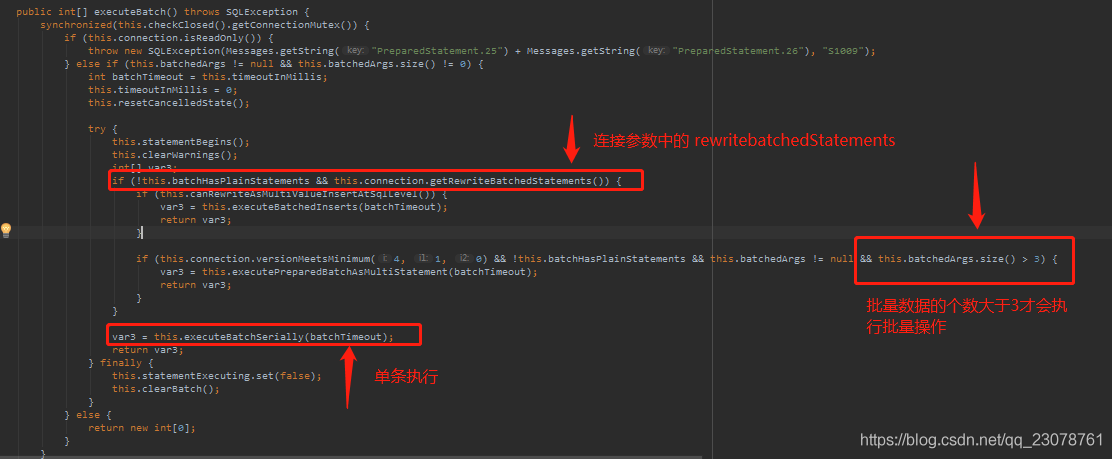 public int[] executeBatch() throws SQLException {
synchronized(this.checkClosed().getConnectionMutex()) {
if (this.connection.isReadOnly()) {
throw new SQLException(Messages.getString( key: "PreparedStatement.25") + Messages.getString( key: "PreparedStatement.26"), "S1009");
} else if (this.batchedArgs != null && this.batchedArgs.size() != 0) {
int batchTimeout = this.timeoutInMillis;
this.timeoutInMillis = 0;
this.resetCancelledState();
try {
连接参数中的 rewritebatchedStatements
this.statementBegins();
this.clearWarnings();
int[] var3;
if (!this.batchHasPlainStatements && this.connection.getRewriteBatchedStatements()) {
if (this.canRewriteAsMultiValueInsertAtSqlLevel()) {
var3 = this.executeBatchedInserts(batchTimeout);
return var3;
}
if (this.connection.versionMeetsMinimum( i: 4, i1: 1, i2: 0) && !this.batchHasPlainStatements && this.batchedArgs != null && this.batchedArgs.size() > 3) {
var3 = this.executePreparedBatchAsMultiStatement(batchTimeout);
return var3;
}
}
批量数据的个数大于3才会执
行批量操作
var3 = this.executeBatchSerially(batchTimeout);
return var3;
} finally {
this.statementExecuting.set(false);
单条执行
this.clearBatch();
}
} else {
return new int[0];
}
}
https://blog.csdn.net/qq_23078761